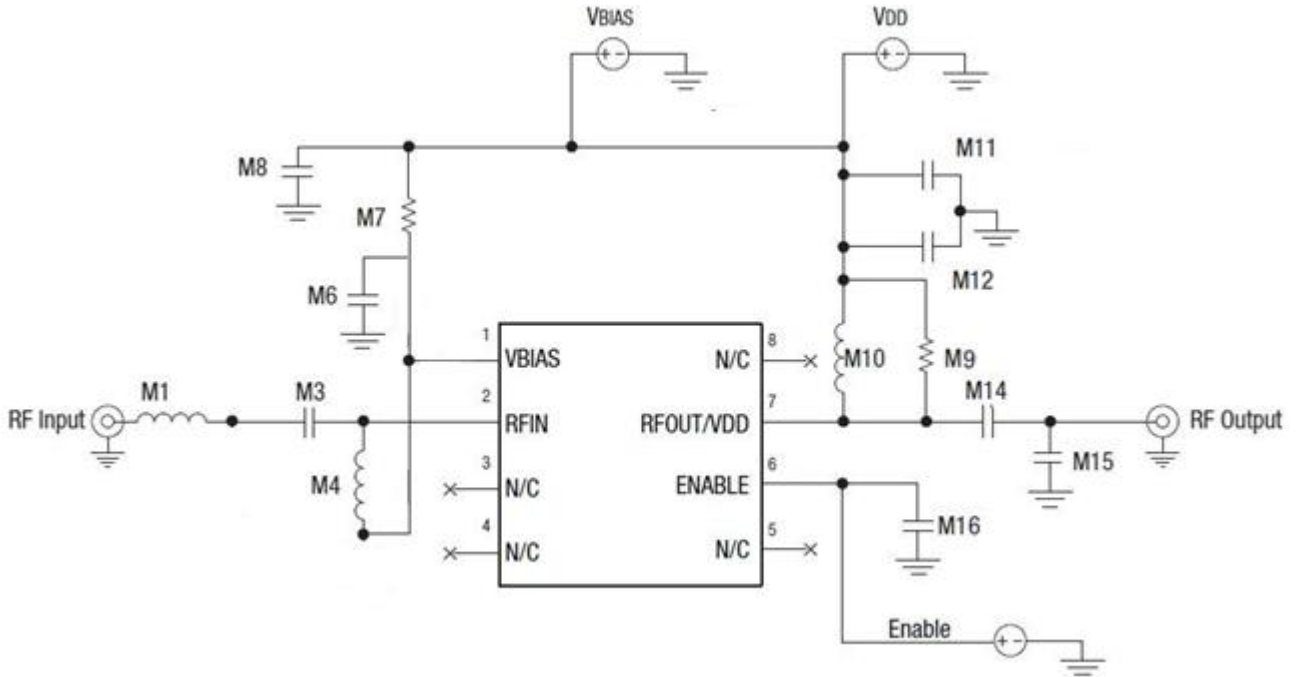 VBIAS
VDD
M8
M11
M7
M12
M6
1
8
VBIAS
N/C
M10
M9
M1
M3
2
7
M14
RF Input
RFIN
RFOUT/VDD
RF Output
M4
3
6
M15
N/C
ENABLE
4
5
M16
N/C
N/C
Enable